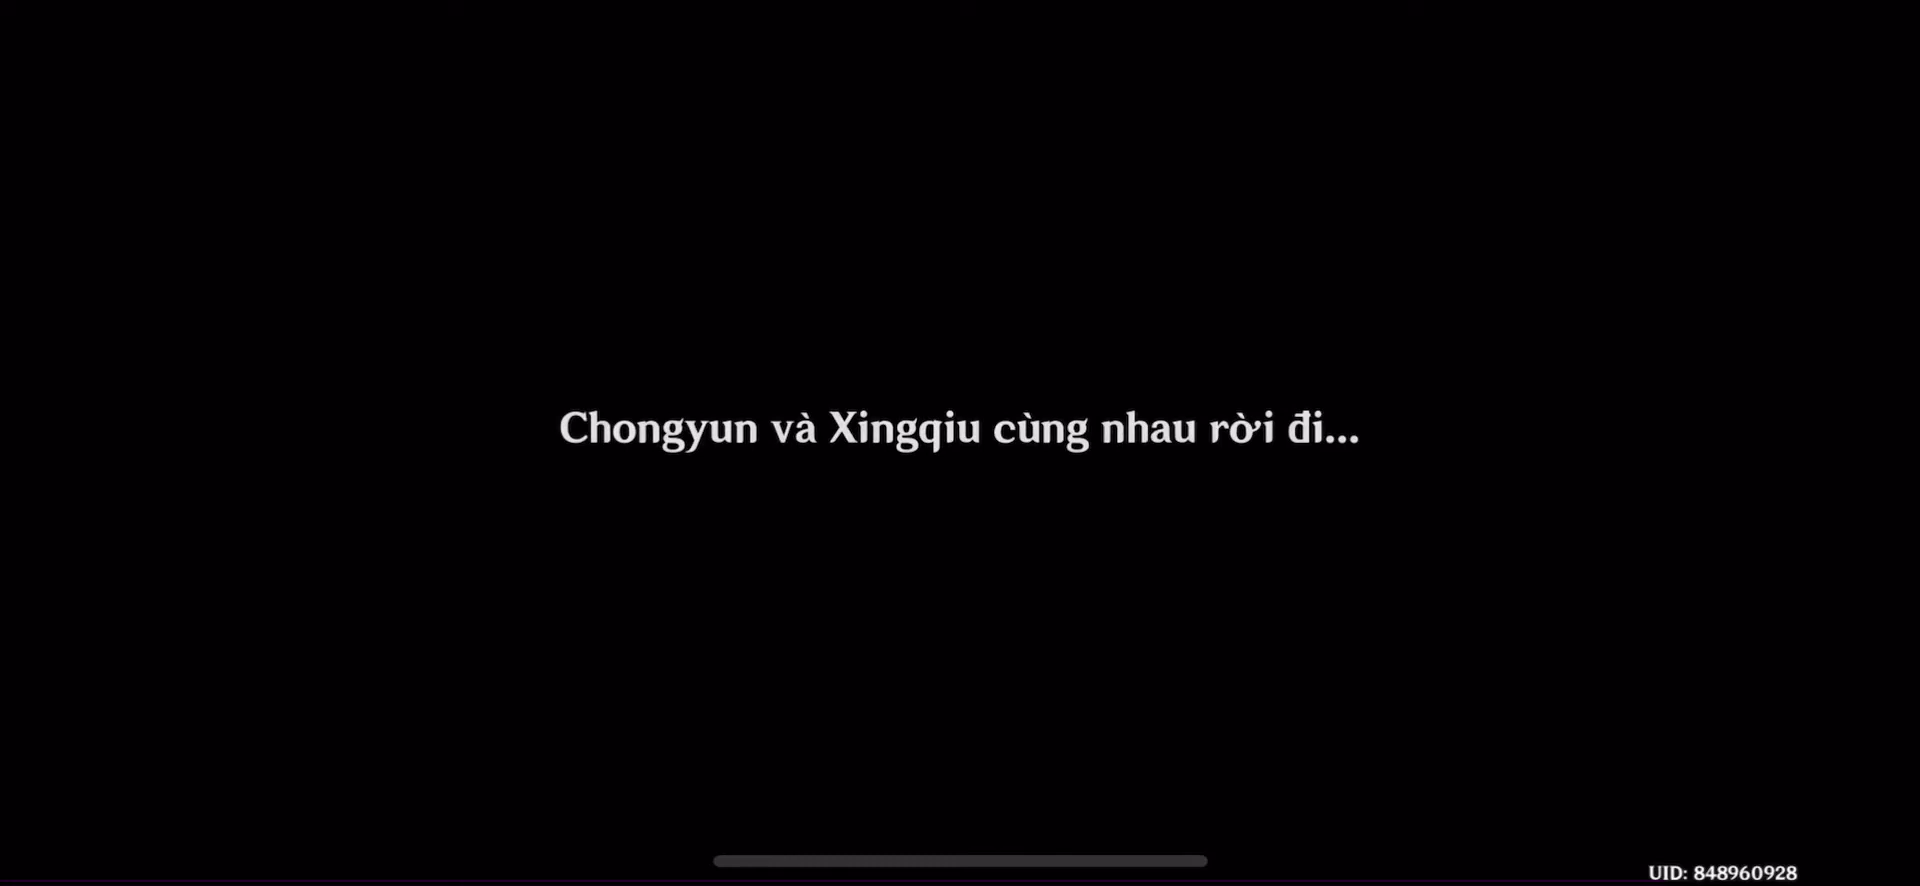 Chongyun và Xingqiu cùng nhau rời đi...
UID: 848960928